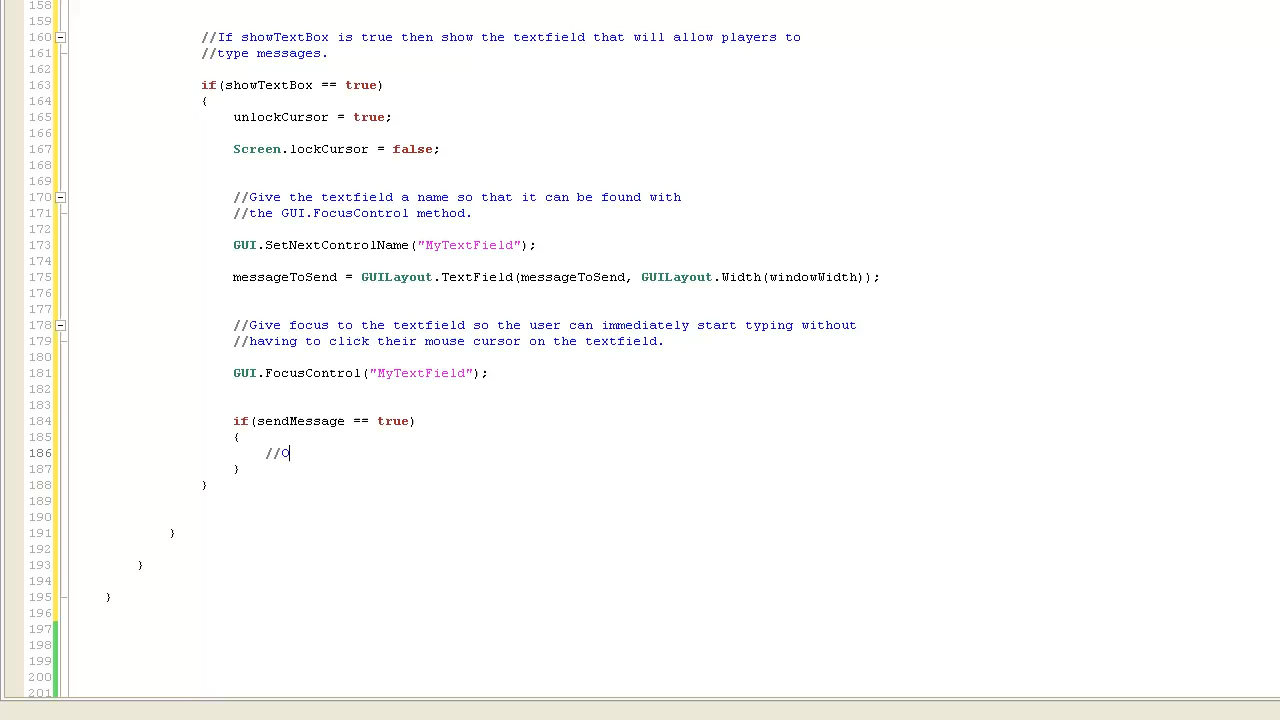 158
159
160 //If showTextBox is true then show the textfield that will allow players to
161 //type messages.
162
163 if(showTextBox == true)
164 {
165 unlockCursor = true;
166
167 Screen.lockCursor = false;
168
169
170 //Give the textfield a name so that it can be found with
171 //the GUI.FocusControl method.
172
173 GUI.SetNextControlName("MyTextField");
174
175 messageToSend = GUILayout.TextField(messageToSend, GUILayout.Width(windowWidth));
176
177
178 //Give focus to the textfield so the user can immediately start typing without
179 //having to click their mouse cursor on the textfield.
180
181 GUI.FocusControl("MyTextField");
182
183
184 if(sendMessage == true)
185 {
186 //O
187 }
188 }
189
190
191 }
192
193 }
194
195 }
196
197
198
199
200
201